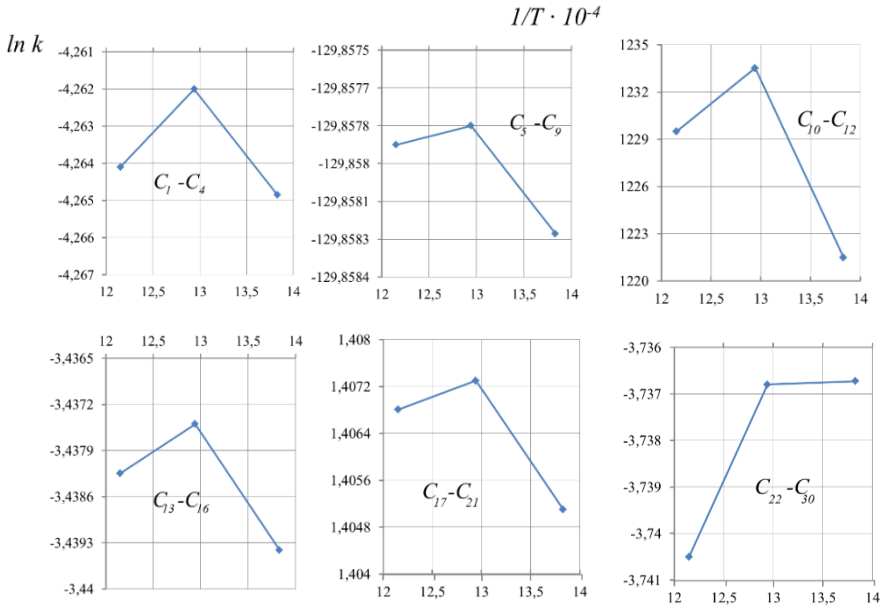 1/T · 10-4
ln k
-4,261
-4,262
-4,263
-4,264
-4,265
-4,266
-4,267
12 12,5 13 13,5 14
C1 -C4
-129,8575
-129,8577
-129,8578
-129,858
-129,8581
-129,8583
-129,8584
12 12,5 13 13,5 14
C5 -C9
1235
1232
1229
1226
1223
1220
12 12,5 13 13,5 14
C10-C12
12 12,5 13 13,5 14
-3,4365
-3,4372
-3,4379
-3,4386
-3,4393
-3,44
C13-C16
1,408
1,4072
1,4064
1,4056
1,4048
1,404
12 12,5 13 13,5 14
C17-C21
-3,736
-3,737
-3,738
-3,739
-3,74
-3,741
12 12,5 13 13,5 14
C22-C30